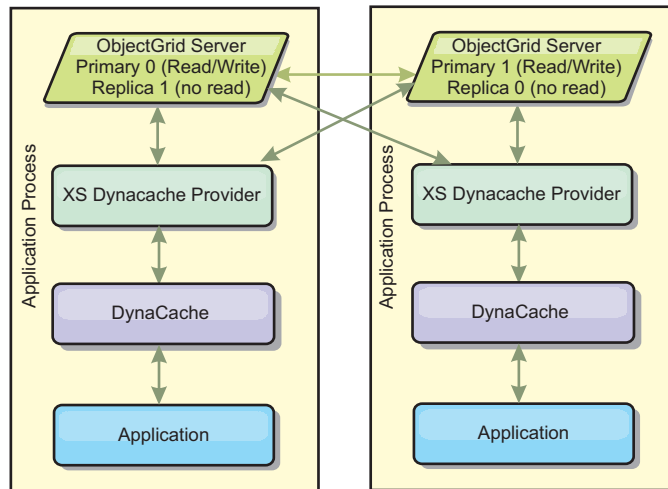 ObjectGrid Server
Primary 0 (Read/Write)
Replica 1 (no read)
XS Dynacache Provider
DynaCache
Application
Application Process
ObjectGrid Server
Primary 1 (Read/Write)
Replica 0 (no read)
XS Dynacache Provider
DynaCache
Application
Application Process